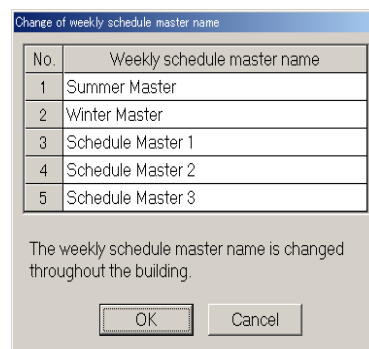 Change of weekly schedule master name
No. Weekly schedule master name
1 Summer Master
2 Winter Master
3 Schedule Master 1
4 Schedule Master 2
5 Schedule Master 3
The weekly schedule master name is changed
throughout the building.
OK Cancel